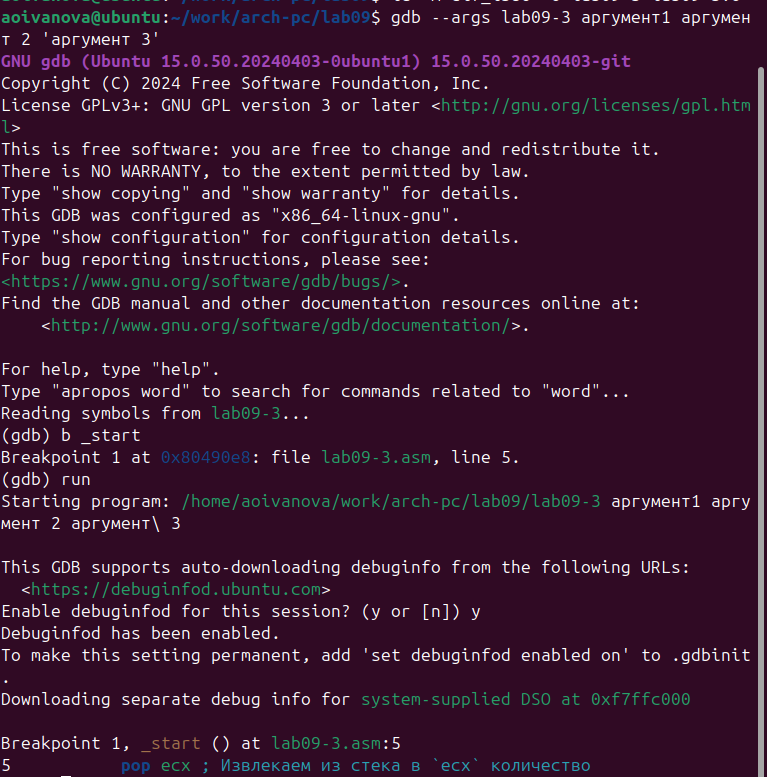 aoivanova@ubuntu:~/work/arch-pc/lab09$ gdb --args lab09-3 аргумент1 аргумен
т 2 'аргумент 3'
GNU gdb (Ubuntu 15.0.50.20240403-0ubuntu1) 15.0.50.20240403-git
Copyright (C) 2024 Free Software Foundation, Inc.
License GPLv3+: GNU GPL version 3 or later <http://gnu.org/licenses/gpl.htm
l>
This is free software: you are free to change and redistribute it.
There is NO WARRANTY, to the extent permitted by law.
Type "show copying" and "show warranty" for details.
This GDB was configured as "x86_64-linux-gnu".
Type "show configuration" for configuration details.
For bug reporting instructions, please see:
<https://www.gnu.org/software/gdb/bugs/>.
Find the GDB manual and other documentation resources online at:
    <http://www.gnu.org/software/gdb/documentation/>.

For help, type "help".
Type "apropos word" to search for commands related to "word"...
Reading symbols from lab09-3...
(gdb) b _start
Breakpoint 1 at 0x80490e8: file lab09-3.asm, line 5.
(gdb) run
Starting program: /home/aoivanova/work/arch-pc/lab09/lab09-3 аргумент1 аргу
мент 2 аргумент\ 3

This GDB supports auto-downloading debuginfo from the following URLs:
  <https://debuginfod.ubuntu.com>
Enable debuginfod for this session? (y or [n]) y
Debuginfod has been enabled.
To make this setting permanent, add 'set debuginfod enabled on' to .gdbinit
.
Downloading separate debug info for system-supplied DSO at 0xf7ffc000

Breakpoint 1, _start () at lab09-3.asm:5
5           pop ecx ; Извлекаем из стека в `ecx` количество